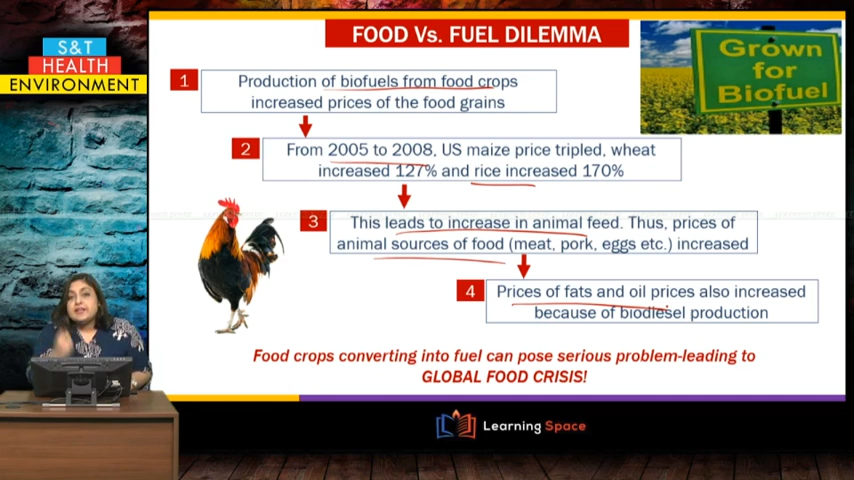 S&T
HEALTH
ENVIRONMENT
FOOD Vs. FUEL DILEMMA
Grown
for
Biofuel
1
Production of biofuels from food crops
increased prices of the food grains
2
From 2005 to 2008, US maize price tripled, wheat
increased 127% and rice increased 170%
3
This leads to increase in animal feed. Thus, prices of
animal sources of food (meat, pork, eggs etc.) increased
4
Prices of fats and oil prices also increased
because of biodiesel production
Food crops converting into fuel can pose serious problem-leading to
GLOBAL FOOD CRISIS!
Learning Space